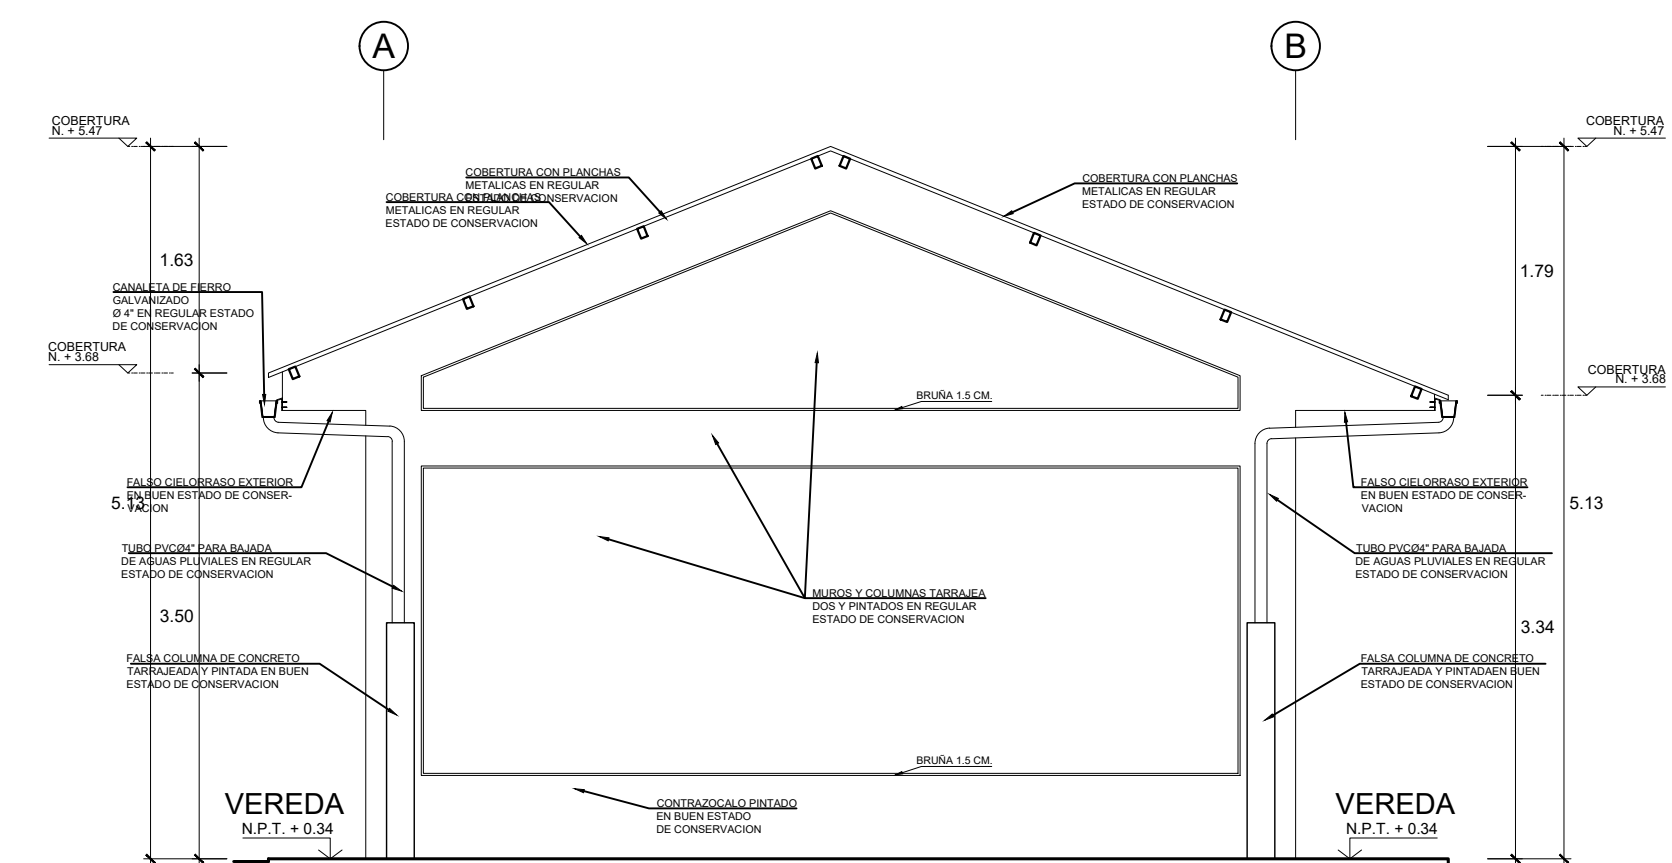 A
B
COBERTURA
N. + 5.47
COBERTURA
N. + 5.47
COBERTURA CON PLANCHAS
METALICAS EN REGULAR
ESTADO DE CONSERVACION
COBERTURA CON PLANCHAS
METALICAS EN REGULAR
ESTADO DE CONSERVACION
COBERTURA CON PLANCHAS
METALICAS EN REGULAR
ESTADO DE CONSERVACION
1.63
1.79
CANALETA DE FIERRO
GALVANIZADO
Ø 4" EN REGULAR ESTADO
DE CONSERVACION
COBERTURA
N. + 3.68
COBERTURA
N. + 3.68
BRUÑA 1.5 CM.
FALSO CIELORRASO EXTERIOR
EN BUEN ESTADO DE CONSER-
VACION
5.13
FALSO CIELORRASO EXTERIOR
EN BUEN ESTADO DE CONSER-
VACION
5.13
TUBO PVCØ4" PARA BAJADA
DE AGUAS PLUVIALES EN REGULAR
ESTADO DE CONSERVACION
TUBO PVCØ4" PARA BAJADA
DE AGUAS PLUVIALES EN REGULAR
ESTADO DE CONSERVACION
MUROS Y COLUMNAS TARRAJEA
DOS Y PINTADOS EN REGULAR
ESTADO DE CONSERVACION
3.50
3.34
FALSA COLUMNA DE CONCRETO
TARRAJEADA Y PINTADA EN BUEN
ESTADO DE CONSERVACION
FALSA COLUMNA DE CONCRETO
TARRAJEADA Y PINTADAEN BUEN
ESTADO DE CONSERVACION
BRUÑA 1.5 CM.
CONTRAZOCALO PINTADO
EN BUEN ESTADO
DE CONSERVACION
VEREDA
N.P.T. + 0.34
VEREDA
N.P.T. + 0.34